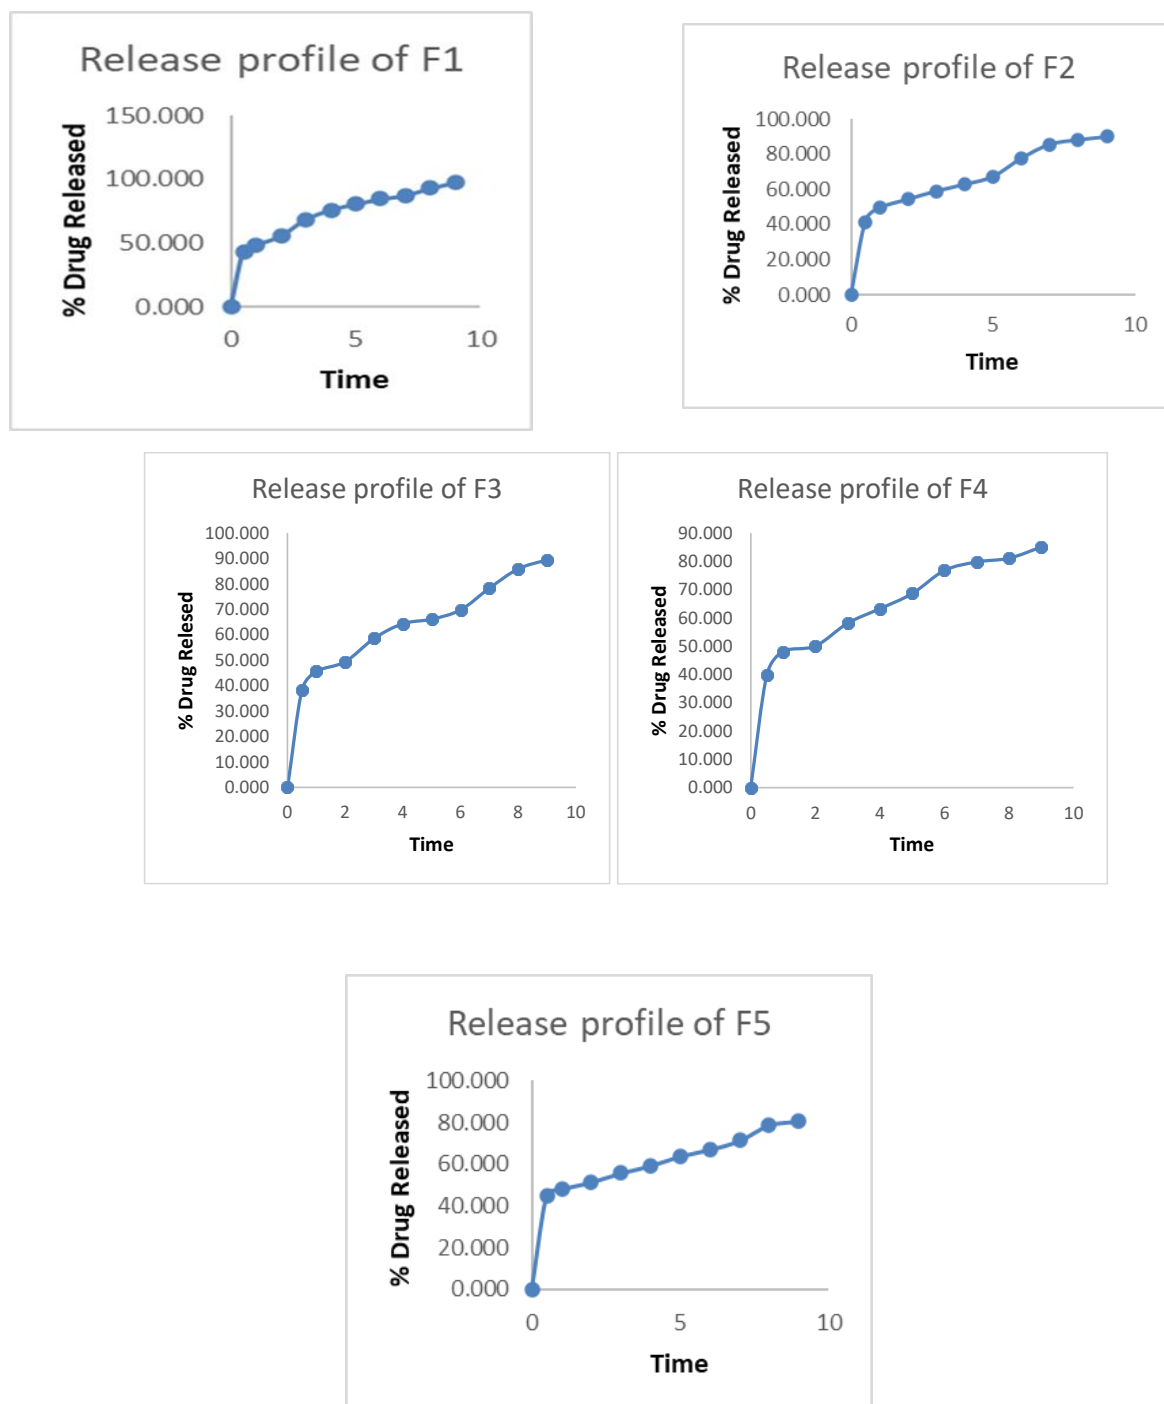 Release profile of F1
150.000
100.000
50.000
0.000
% Drug Released
0 5 10
Time
Release profile of F2
100.000
80.000
60.000
40.000
20.000
0.000
% Drug Released
0 5 10
Time
Release profile of F3
100.000
90.000
80.000
70.000
60.000
50.000
40.000
30.000
20.000
10.000
0.000
% Drug Relesed
0 2 4 6 8 10
Time
Release profile of F4
90.000
80.000
70.000
60.000
50.000
40.000
30.000
20.000
10.000
0.000
% Drug Released
0 2 4 6 8 10
Time
Release profile of F5
100.000
80.000
60.000
40.000
20.000
0.000
% Drug Released
0 5 10
Time